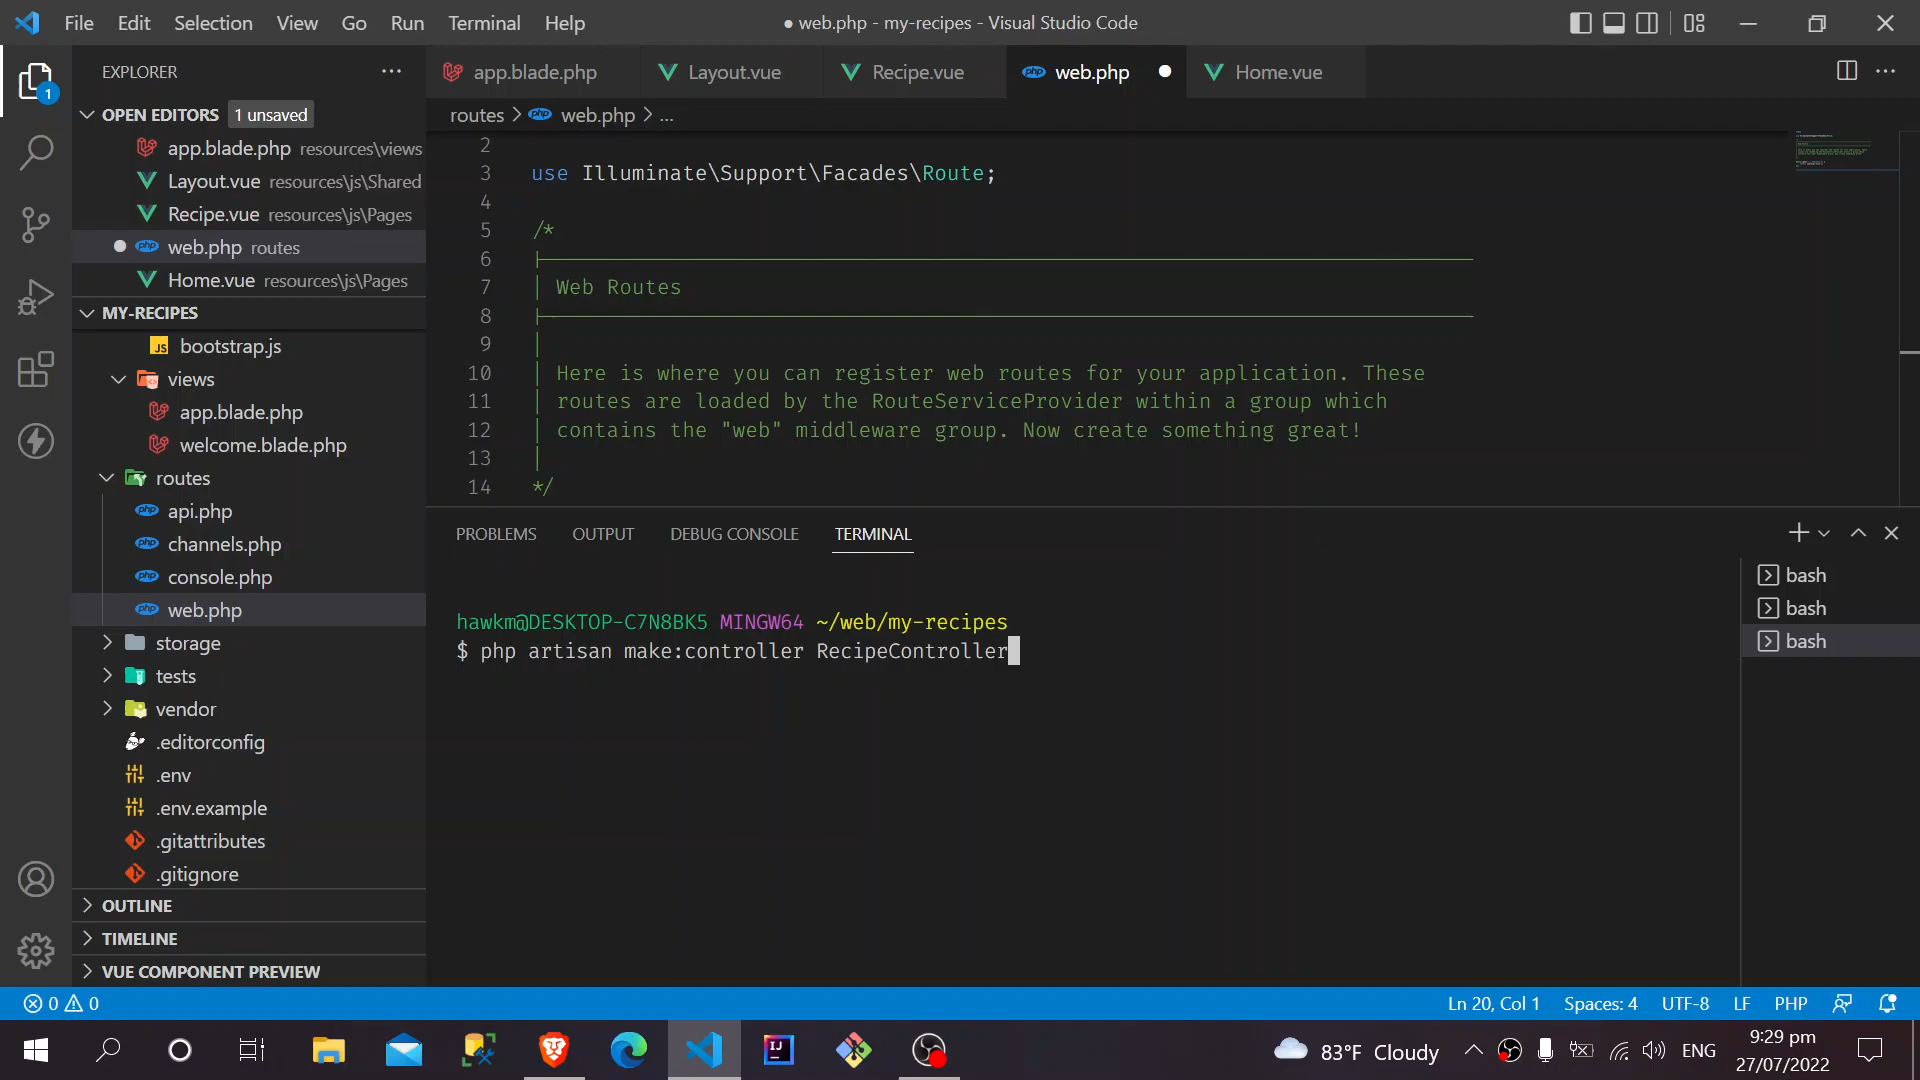 File Edit Selection View Go Run Terminal Help
● web.php - my-recipes - Visual Studio Code
EXPLORER
OPEN EDITORS 1 unsaved
app.blade.php resources\views
Layout.vue resources\js\Shared
Recipe.vue resources\js\Pages
web.php routes
Home.vue resources\js\Pages
MY-RECIPES
bootstrap.js
views
app.blade.php
welcome.blade.php
routes
api.php
channels.php
console.php
web.php
storage
tests
vendor
.editorconfig
.env
.env.example
.gitattributes
.gitignore
OUTLINE
TIMELINE
VUE COMPONENT PREVIEW
1
app.blade.php Layout.vue Recipe.vue web.php Home.vue
routes > web.php > ...
2
3 use Illuminate\Support\Facades\Route;
4
5 /*
6 |--------------------------------------------------------------------------
7 | Web Routes
8 |--------------------------------------------------------------------------
9 |
10 | Here is where you can register web routes for your application. These
11 | routes are loaded by the RouteServiceProvider within a group which
12 | contains the "web" middleware group. Now create something great!
13 |
14 */
PROBLEMS OUTPUT DEBUG CONSOLE TERMINAL
hawkm@DESKTOP-C7N8BK5 MINGW64 ~/web/my-recipes
$ php artisan make:controller RecipeController
bash
bash
bash
0 0
Ln 20, Col 1 Spaces: 4 UTF-8 LF PHP
83°F Cloudy
ENG
9:29 pm
27/07/2022